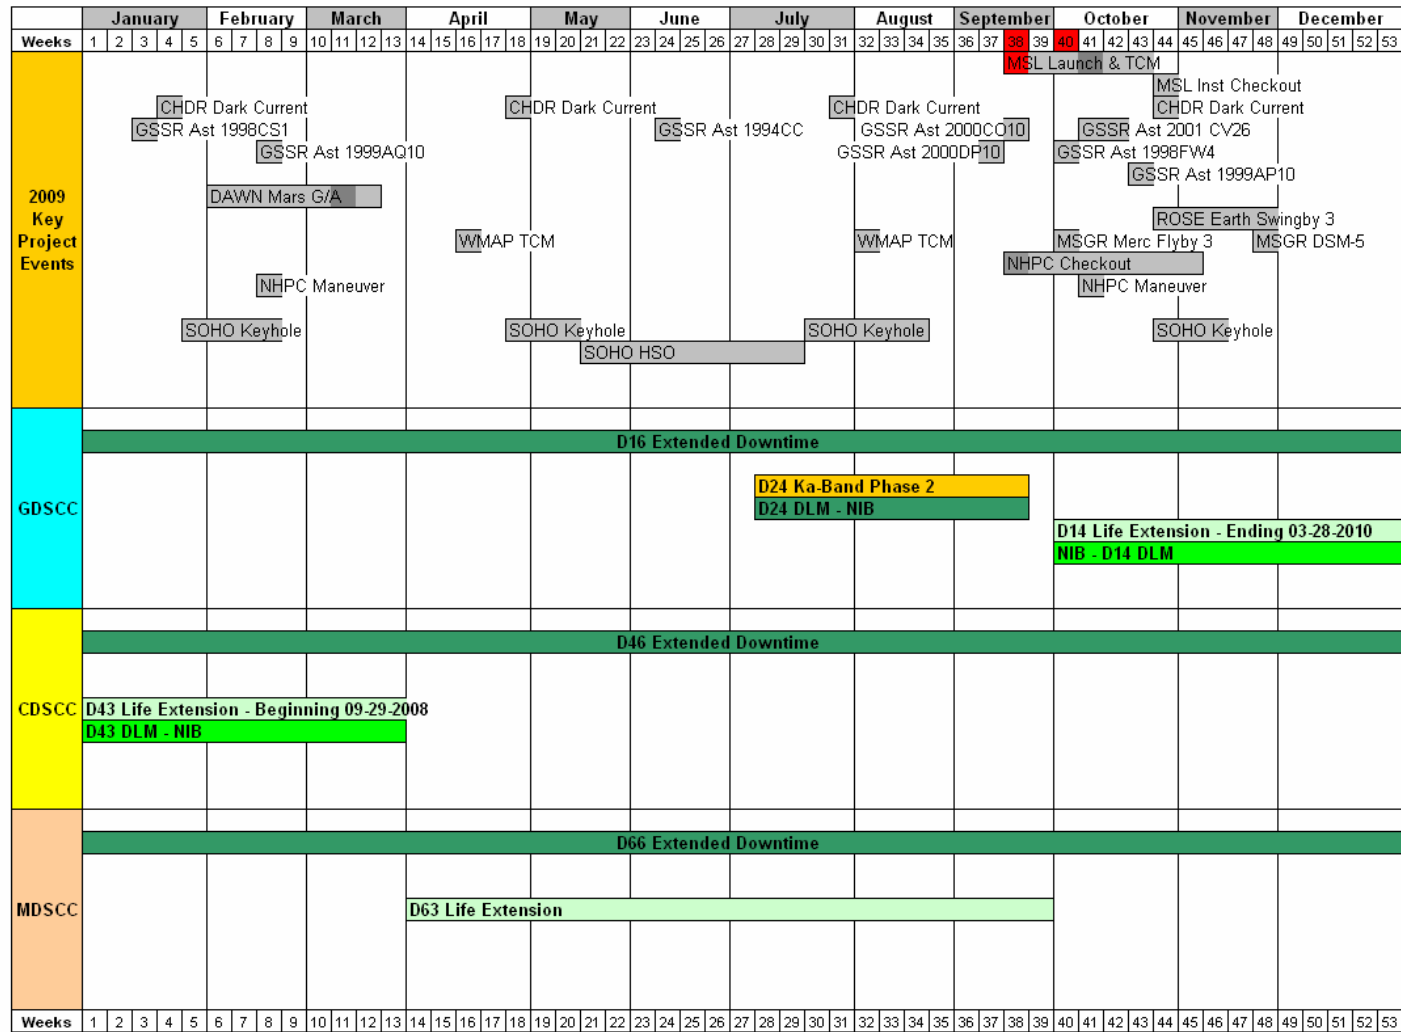 January February March April May June July August September October November December
Weeks 1 2 3 4 5 6 7 8 9 10 11 12 13 14 15 16 17 18 19 20 21 22 23 24 25 26 27 28 29 30 31 32 33 34 35 36 37 38 39 40 41 42 43 44 45 46 47 48 49 50 51 52 53
2009
Key
Project
Events
MSL Launch & TCM
MSL Inst Checkout
CHDR Dark Current CHDR Dark Current CHDR Dark Current CHDR Dark Current
GSSR Ast 1998CS1 GSSR Ast 1994CC GSSR Ast 2000CO10 GSSR Ast 2001 CV26
GSSR Ast 1999AQ10 GSSR Ast 2000DP10 GSSR Ast 1998FW4
GSSR Ast 1999AP10
DAWN Mars G/A
ROSE Earth Swingby 3
WMAP TCM WMAP TCM MSGR Merc Flyby 3 MSGR DSM-5
NHPC Checkout
NHPC Maneuver NHPC Maneuver
SOHO Keyhole SOHO Keyhole SOHO Keyhole SOHO Keyhole
SOHO HSO
GDSCC
D16 Extended Downtime
D24 Ka-Band Phase 2
D24 DLM - NIB
D14 Life Extension - Ending 03-28-2010
NIB - D14 DLM
CDSCC
D46 Extended Downtime
D43 Life Extension - Beginning 09-29-2008
D43 DLM - NIB
MDSCC
D66 Extended Downtime
D63 Life Extension
Weeks 1 2 3 4 5 6 7 8 9 10 11 12 13 14 15 16 17 18 19 20 21 22 23 24 25 26 27 28 29 30 31 32 33 34 35 36 37 38 39 40 41 42 43 44 45 46 47 48 49 50 51 52 53